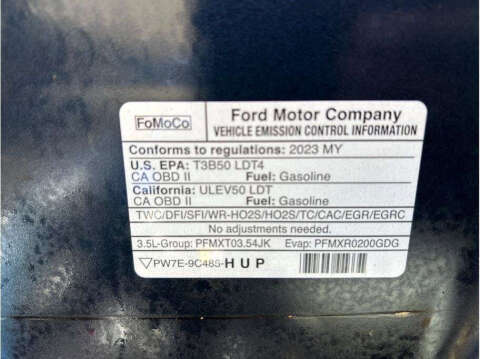 FoMoCo
Ford Motor Company
VEHICLE EMISSION CONTROL INFORMATION
Conforms to regulations: 2023 MY
U.S. EPA: T3B50 LDT4
CA OBD II Fuel: Gasoline
California: ULEV50 LDT
CA OBD II Fuel: Gasoline
TWC/DFI/SFI/WR-HO2S/HO2S/TC/CAC/EGR/EGRC
No adjustments needed.
3.5L-Group: PFMXT03.54JK Evap: PFMXR0200GDG
▽PW7E-9C485-HUP